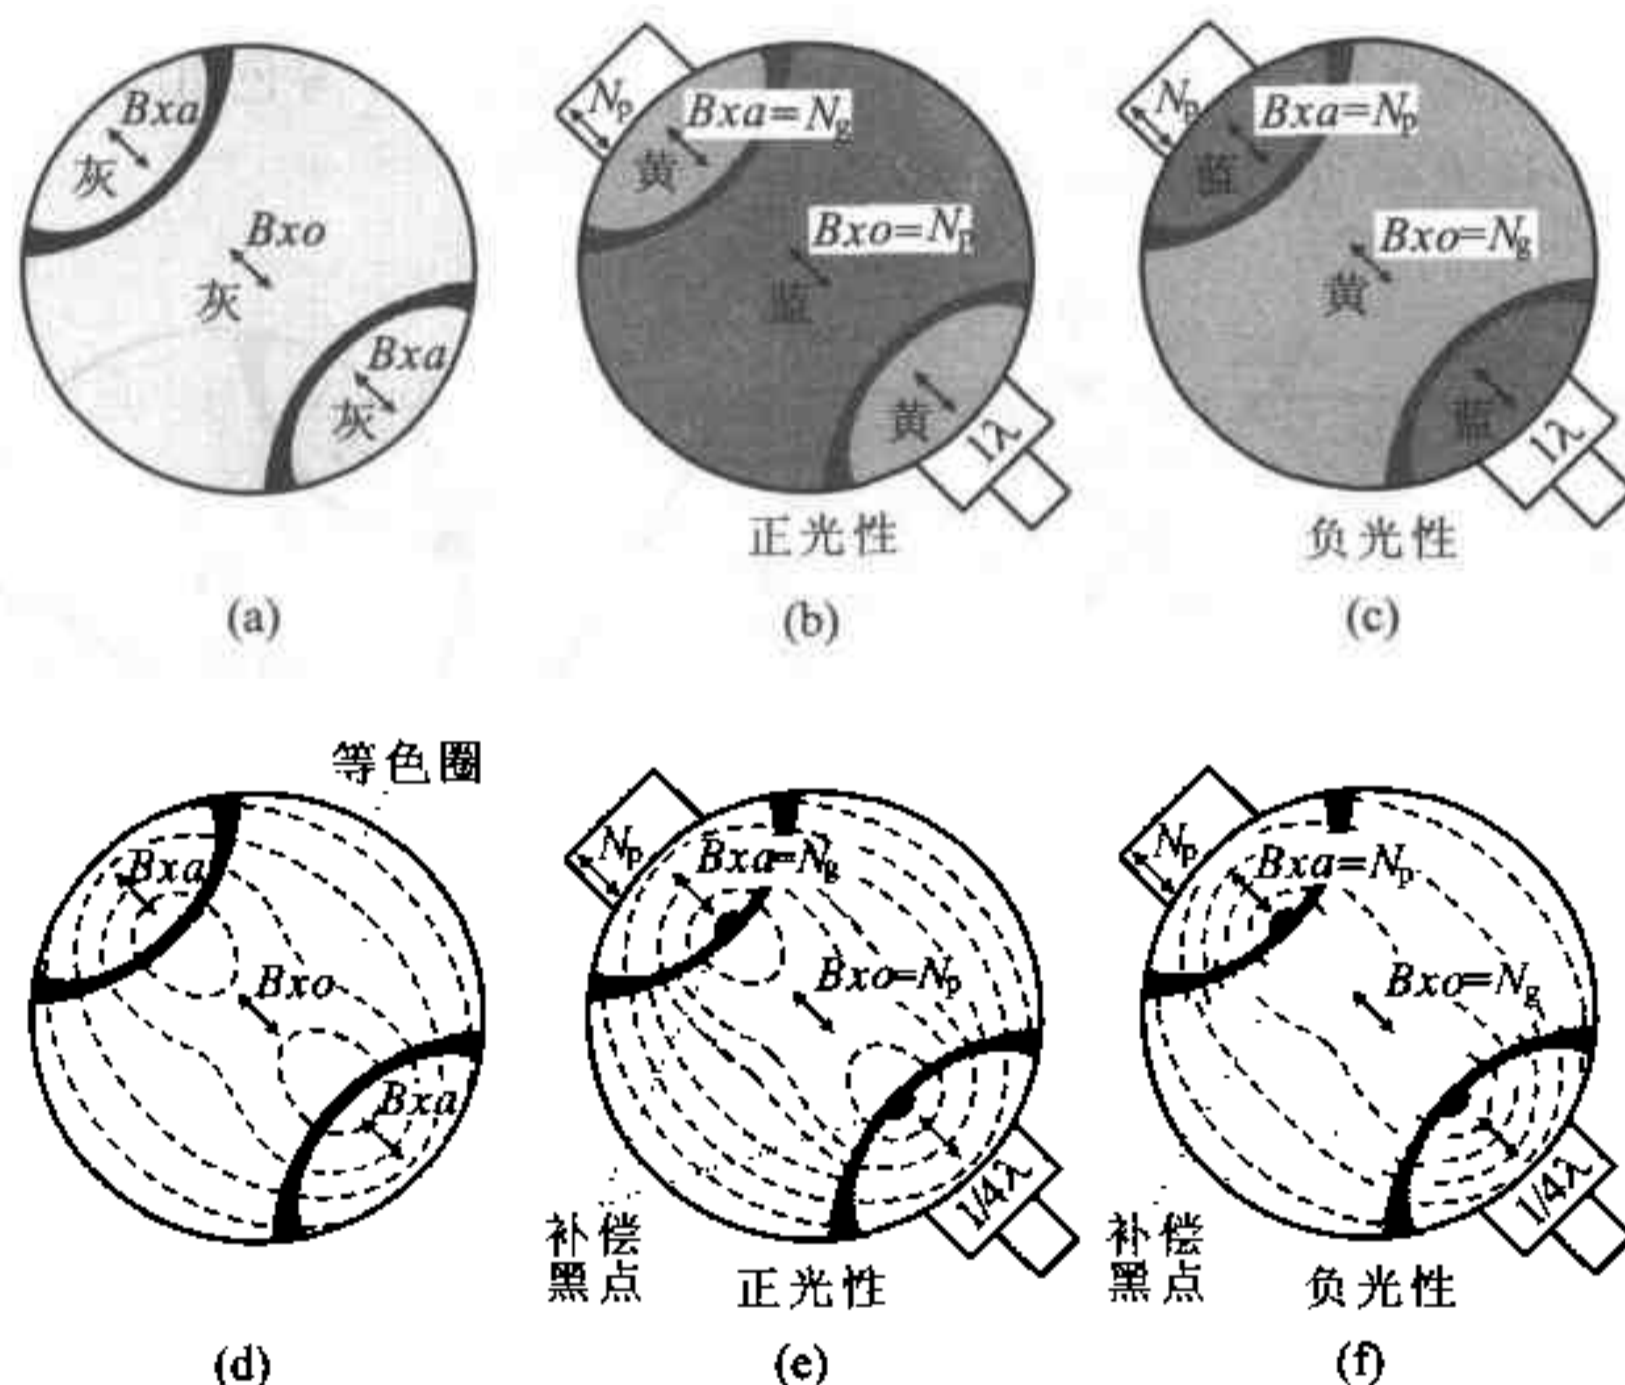 Bxa
灰
Bxo
灰
Bxa
灰
(a)
Np
Bxa=Ng
黄
Bxo=Np
蓝
黄
1λ
正光性
(b)
Np
Bxa=Np
蓝
Bxo=Ng
黄
蓝
1λ
负光性
(c)
等色圈
Bxa
Bxo
Bxa
(d)
Np
Bxa=Ng
Bxo=Np
1/4λ
补偿
黑点
正光性
(e)
Np
Bxa=Np
Bxo=Ng
1/4λ
补偿
黑点
负光性
(f)